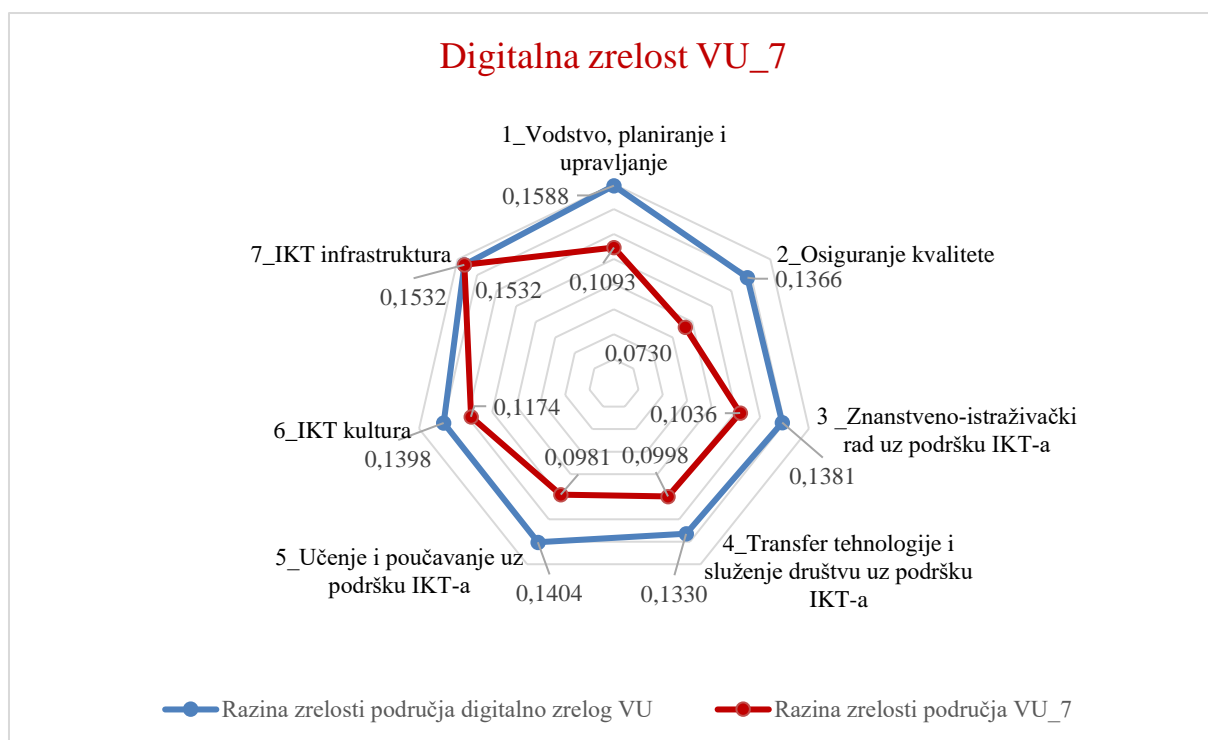 Digitalna zrelost VU_7
1_Vodstvo, planiranje i
upravljanje
0,1588
7_IKT infrastruktura
2_Osiguranje kvalitete
0,1366
0,1532
0,1532
0,1093
0,0730
0,1174
0,1036
3 _Znanstveno-istraživački
rad uz podršku IKT-a
6_IKT kultura
0,1398
0,0981
0,0998
0,1381
5_Učenje i poučavanje uz
podršku IKT-a
0,1404
4_Transfer tehnologije i
služenje društvu uz podršku
IKT-a
0,1330
Razina zrelosti područja digitalno zrelog VU
Razina zrelosti područja VU_7